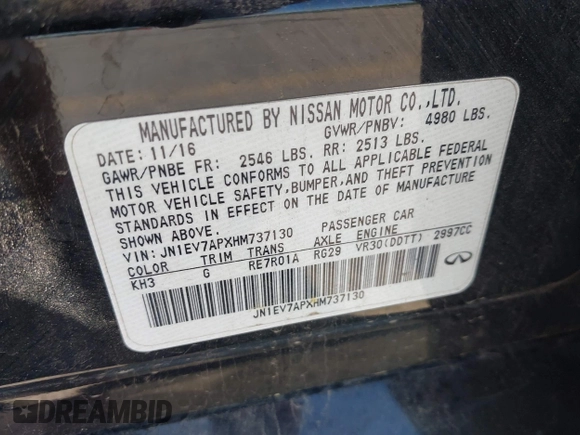 MANUFACTURED BY NISSAN MOTOR CO.,LTD.
DATE: 11/16 GVWR/PNBV: 4980 LBS.
GAWR/PNBE FR: 2546 LBS. RR: 2513 LBS.
THIS VEHICLE CONFORMS TO ALL APPLICABLE FEDERAL
MOTOR VEHICLE SAFETY, BUMPER, AND THEFT PREVENTION
STANDARDS IN EFFECT ON THE DATE OF MANUFACTURE
SHOWN ABOVE.
VIN: JN1EV7APXHM737130 PASSENGER CAR
COLOR TRIM TRANS AXLE ENGINE
KH3 G RE7R01A RG29 VR30(DDTT) 2997CC
JN1EV7APXHM737130
DREAMBID